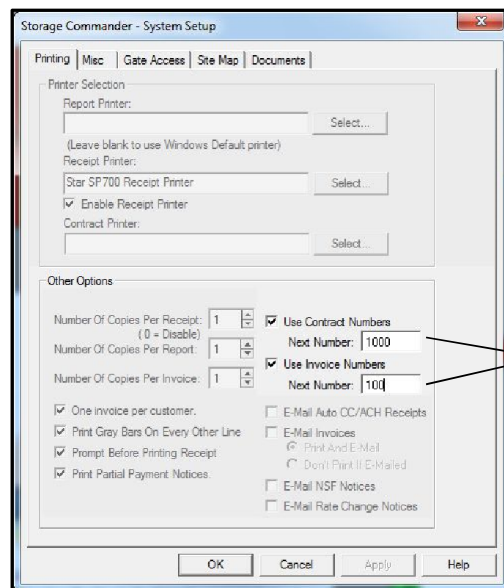 Storage Commander - System Setup
Printing Misc Gate Access Site Map Documents
Printer Selection
Report Printer:
Select...
(Leave blank to use Windows Default printer)
Receipt Printer:
Star SP700 Receipt Printer Select...
Enable Receipt Printer
Contract Printer:
Select...
Other Options
Number Of Copies Per Receipt: 1
( 0 = Disable)
Number Of Copies Per Report: 1
Number Of Copies Per Invoice: 1
One invoice per customer.
Print Gray Bars On Every Other Line
Prompt Before Printing Receipt
Print Partial Payment Notices.
Use Contract Numbers
Next Number: 1000
Use Invoice Numbers
Next Number: 100
E-Mail Auto CC/ACH Receipts
E-Mail Invoices
Print And E-Mail
Don't Print If E-Mailed
E-Mail NSF Notices
E-Mail Rate Change Notices
OK Cancel Apply Help